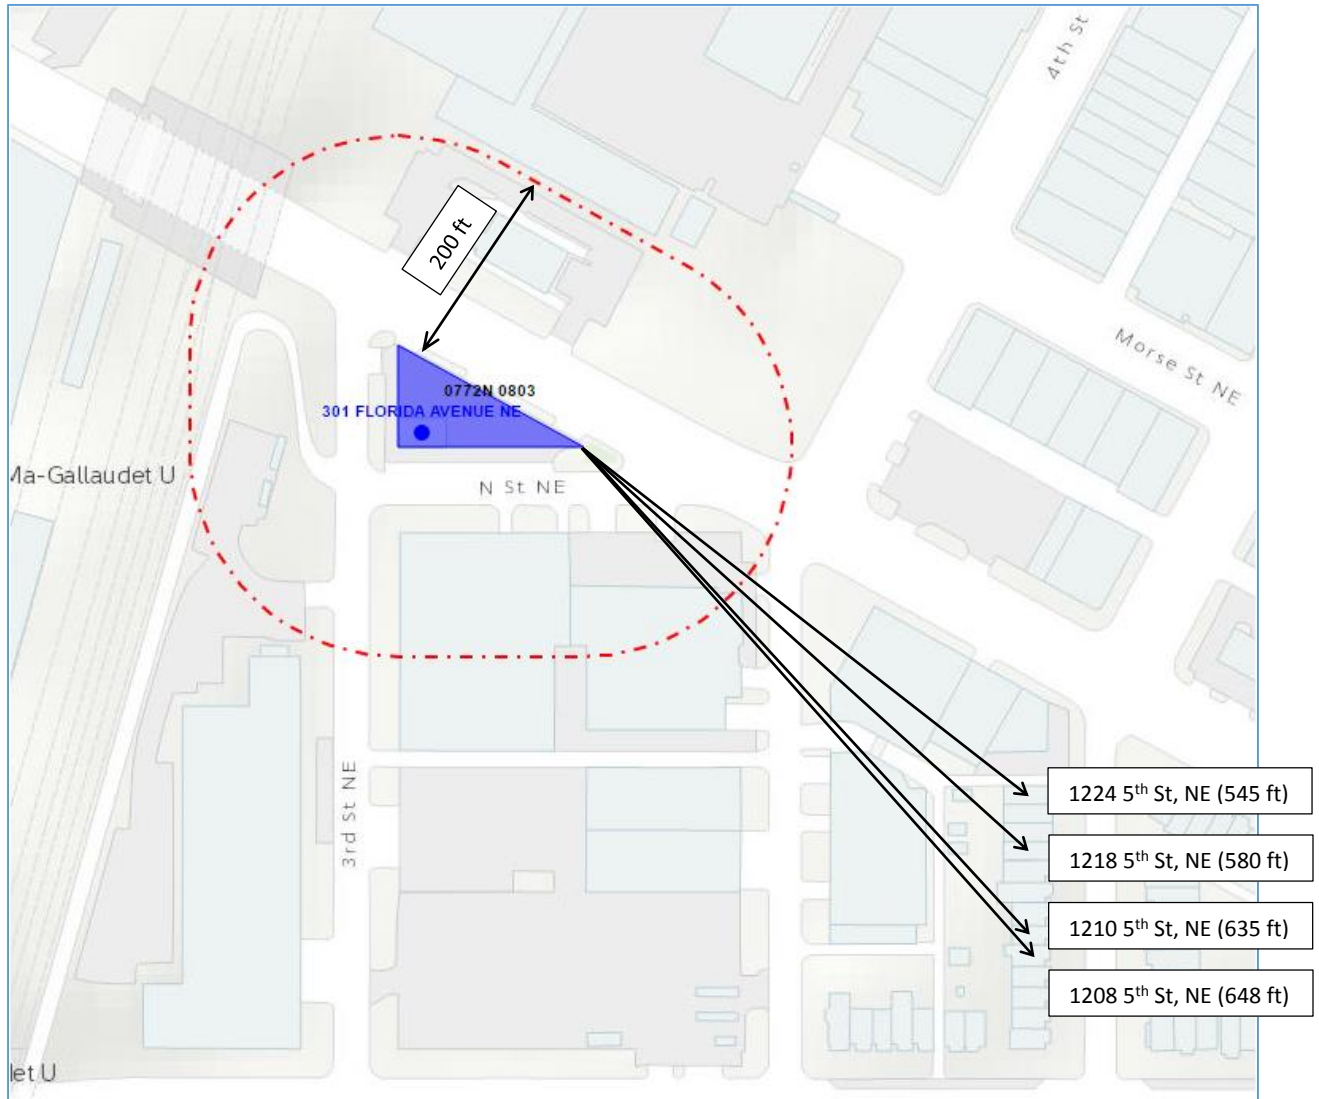 4th St
200 ft
Morse St NE
0772N 0803
301 FLORIDA AVENUE NE
Ma-Gallaudet U
N St NE
3rd St NE
1224 5th St, NE (545 ft)
1218 5th St, NE (580 ft)
1210 5th St, NE (635 ft)
1208 5th St, NE (648 ft)
let U